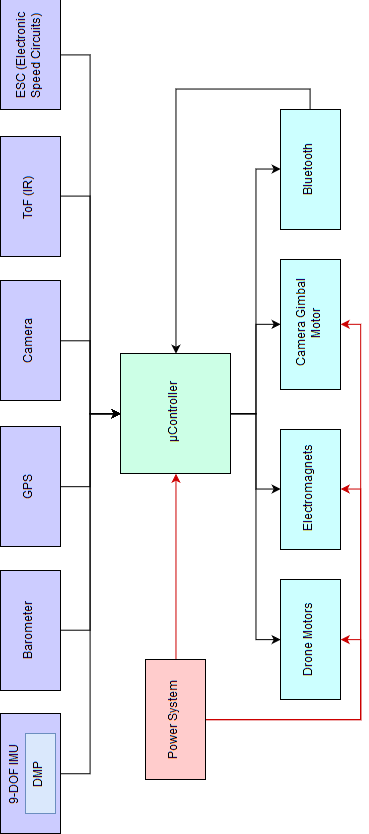 ESC (Electronic
Speed Circuits)
ToF (IR)
Camera
GPS
Barometer
9-DOF IMU
DMP
µController
Power System
Bluetooth
Camera Gimbal
Motor
Electromagnets
Drone Motors